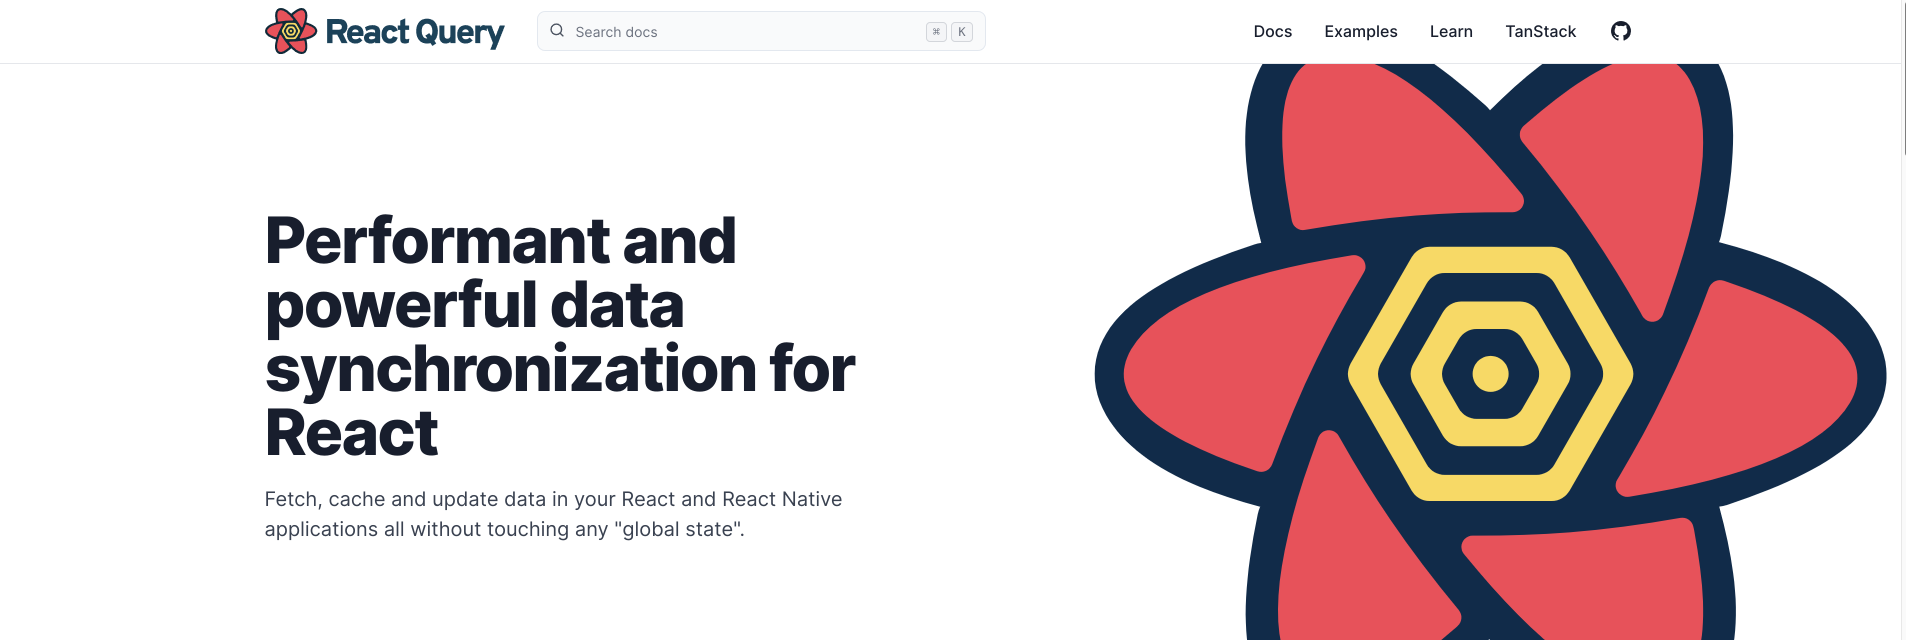 React Query
Search docs
⌘ K
Docs
Examples
Learn
TanStack
Performant and
powerful data
synchronization for
React
Fetch, cache and update data in your React and React Native
applications all without touching any "global state".